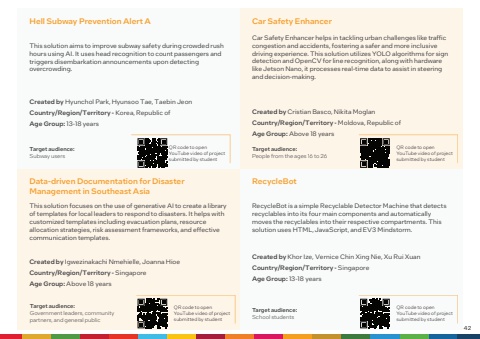 Hell Subway Prevention Alert A
This solution aims to improve subway safety during crowded rush
hours using AI. It uses head recognition to count passengers and
triggers disembarkation announcements upon detecting
overcrowding.
Created by Hyunchol Park, Hyunsoo Tae, Taebin Jeon
Country/Region/Territory - Korea, Republic of
Age Group: 13-18 years
Target audience:
Subway users
QR code to open
YouTube video of project
submitted by student
Car Safety Enhancer
Car Safety Enhancer helps in tackling urban challenges like traffic
congestion and accidents, fostering a safer and more inclusive
driving experience. This solution utilizes YOLO algorithms for sign
detection and OpenCV for line recognition, along with hardware
like Jetson Nano, it processes real-time data to assist in steering
and decision-making.
Created by Cristian Basco, Nikita Moglan
Country/Region/Territory - Moldova, Republic of
Age Group: Above 18 years
Target audience:
People from the ages 16 to 26
QR code to open
YouTube video of project
submitted by student
Data-driven Documentation for Disaster
Management in Southeast Asia
This solution focuses on the use of generative AI to create a library
of templates for local leaders to respond to disasters. It helps with
customized templates including evacuation plans, resource
allocation strategies, risk assessment frameworks, and effective
communication templates.
Created by Igwezinakachi Nmehielle, Joanna Hioe
Country/Region/Territory - Singapore
Age Group: Above 18 years
Target audience:
Government leaders, community
partners, and general public
QR code to open
YouTube video of project
submitted by student
RecycleBot
RecycleBot is a simple Recyclable Detector Machine that detects
recyclables into its four main components and automatically
moves the recyclables into their respective compartments. This
solution uses HTML, JavaScript, and EV3 Mindstorm.
Created by Khor Ize, Vernice Chin Xing Nie, Xu Rui Xuan
Country/Region/Territory - Singapore
Age Group: 13-18 years
Target audience:
School students
QR code to open
YouTube video of project
submitted by student
42